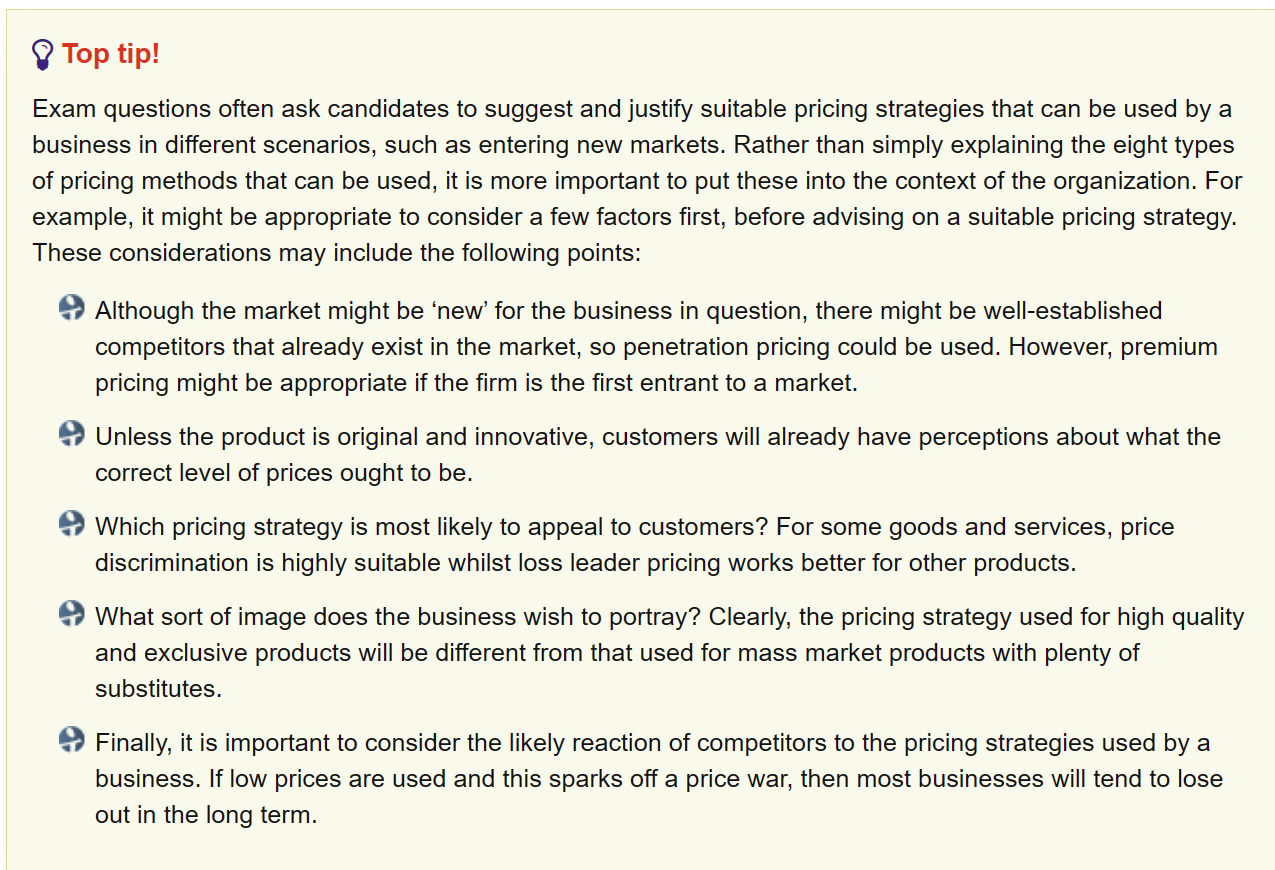 Top tip!
Exam questions often ask candidates to suggest and justify suitable pricing strategies that can be used by a
business in different scenarios, such as entering new markets. Rather than simply explaining the eight types
of pricing methods that can be used, it is more important to put these into the context of the organization. For
example, it might be appropriate to consider a few factors first, before advising on a suitable pricing strategy.
These considerations may include the following points:
Although the market might be ‘new’ for the business in question, there might be well-established
competitors that already exist in the market, so penetration pricing could be used. However, premium
pricing might be appropriate if the firm is the first entrant to a market.
Unless the product is original and innovative, customers will already have perceptions about what the
correct level of prices ought to be.
Which pricing strategy is most likely to appeal to customers? For some goods and services, price
discrimination is highly suitable whilst loss leader pricing works better for other products.
What sort of image does the business wish to portray? Clearly, the pricing strategy used for high quality
and exclusive products will be different from that used for mass market products with plenty of
substitutes.
Finally, it is important to consider the likely reaction of competitors to the pricing strategies used by a
business. If low prices are used and this sparks off a price war, then most businesses will tend to lose
out in the long term.